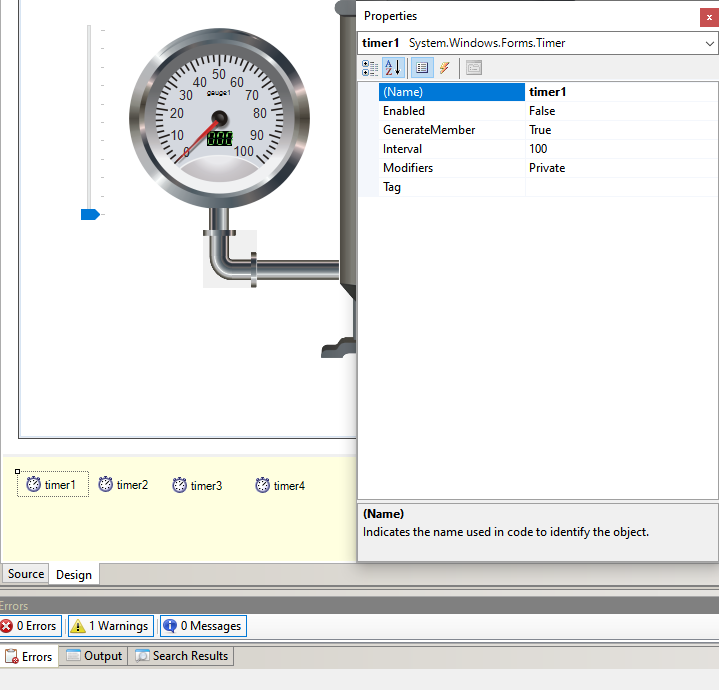 Properties
x
timer1 System.Windows.Forms.Timer
A
Z
(Name) timer1
Enabled False
GenerateMember True
Interval 100
Modifiers Private
Tag
50
40 60
gauge1
30 70
20 80
10 90
000
0 100
timer1 timer2 timer3 timer4
(Name)
Indicates the name used in code to identify the object.
Source Design
Errors
0 Errors 1 Warnings 0 Messages
Errors Output Search Results